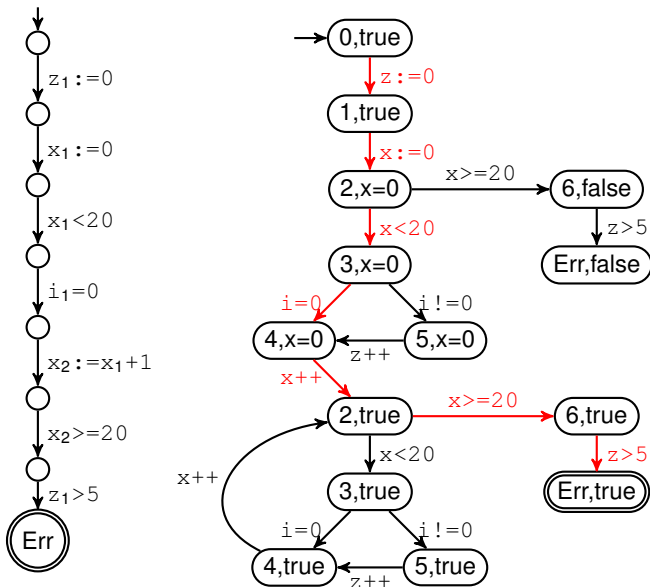 z₁:=0
x₁:=0
x₁<20
i₁=0
x₂:=x₁+1
x₂>=20
z₁>5
Err
0,true
z:=0
1,true
x:=0
2,x=0
x>=20
6,false
x<20
z>5
3,x=0
Err,false
i=0
i!=0
4,x=0
z++
5,x=0
x++
2,true
x>=20
6,true
x<20
z>5
x++
3,true
Err,true
i=0
i!=0
4,true
z++
5,true